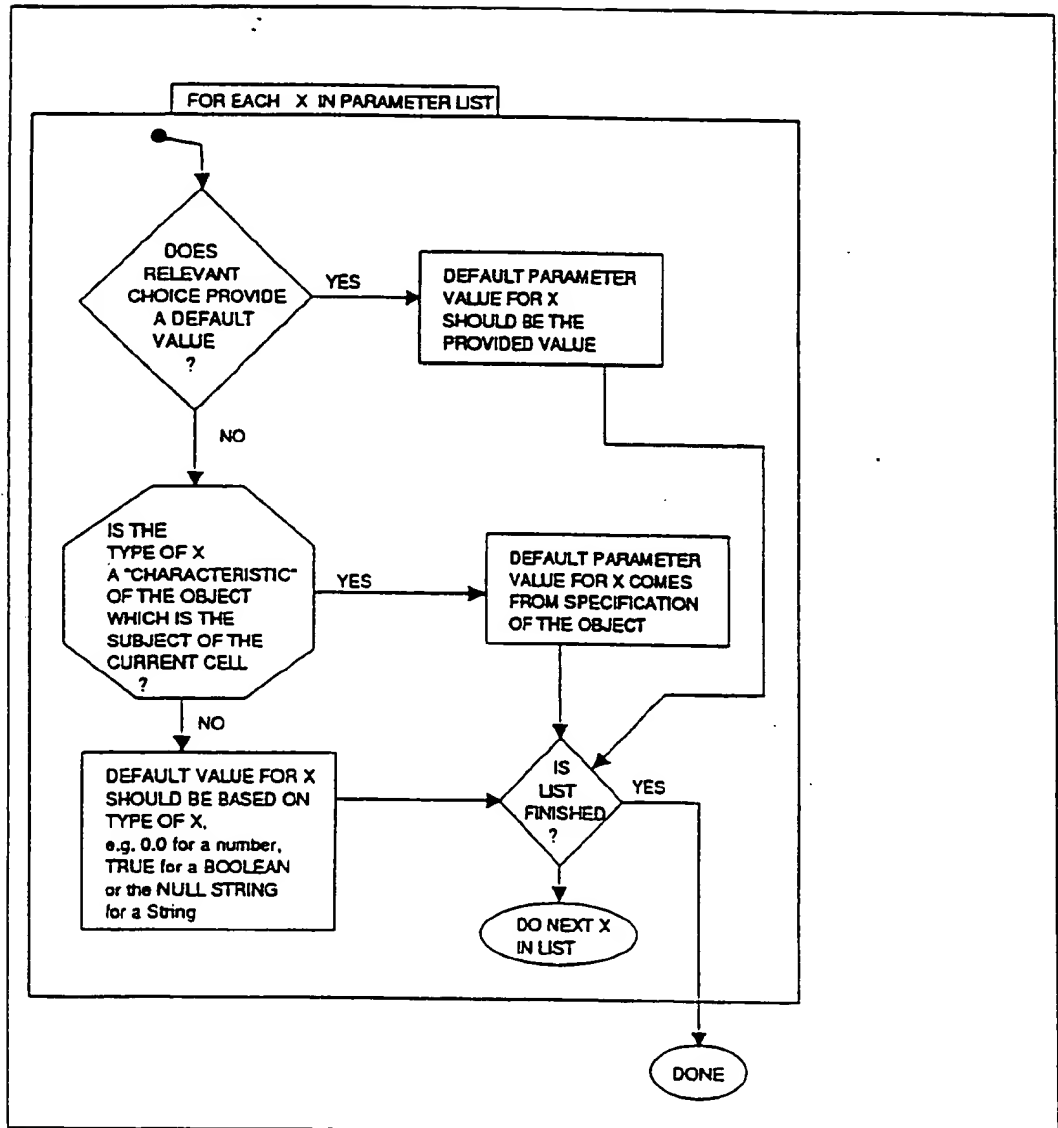 FOR EACH X IN PARAMETER LIST
DOES
RELEVANT
CHOICE PROVIDE
A DEFAULT
VALUE
?
YES
DEFAULT PARAMETER
VALUE FOR X
SHOULD BE THE
PROVIDED VALUE
NO
IS THE
TYPE OF X
A "CHARACTERISTIC"
OF THE OBJECT
WHICH IS THE
SUBJECT OF THE
CURRENT CELL
?
YES
DEFAULT PARAMETER
VALUE FOR X COMES
FROM SPECIFICATION
OF THE OBJECT
NO
DEFAULT VALUE FOR X
SHOULD BE BASED ON
TYPE OF X,
e.g. 0.0 for a number,
TRUE for a BOOLEAN
or the NULL STRING
for a String
IS
LIST
FINISHED
?
YES
DO NEXT X
IN LIST
DONE